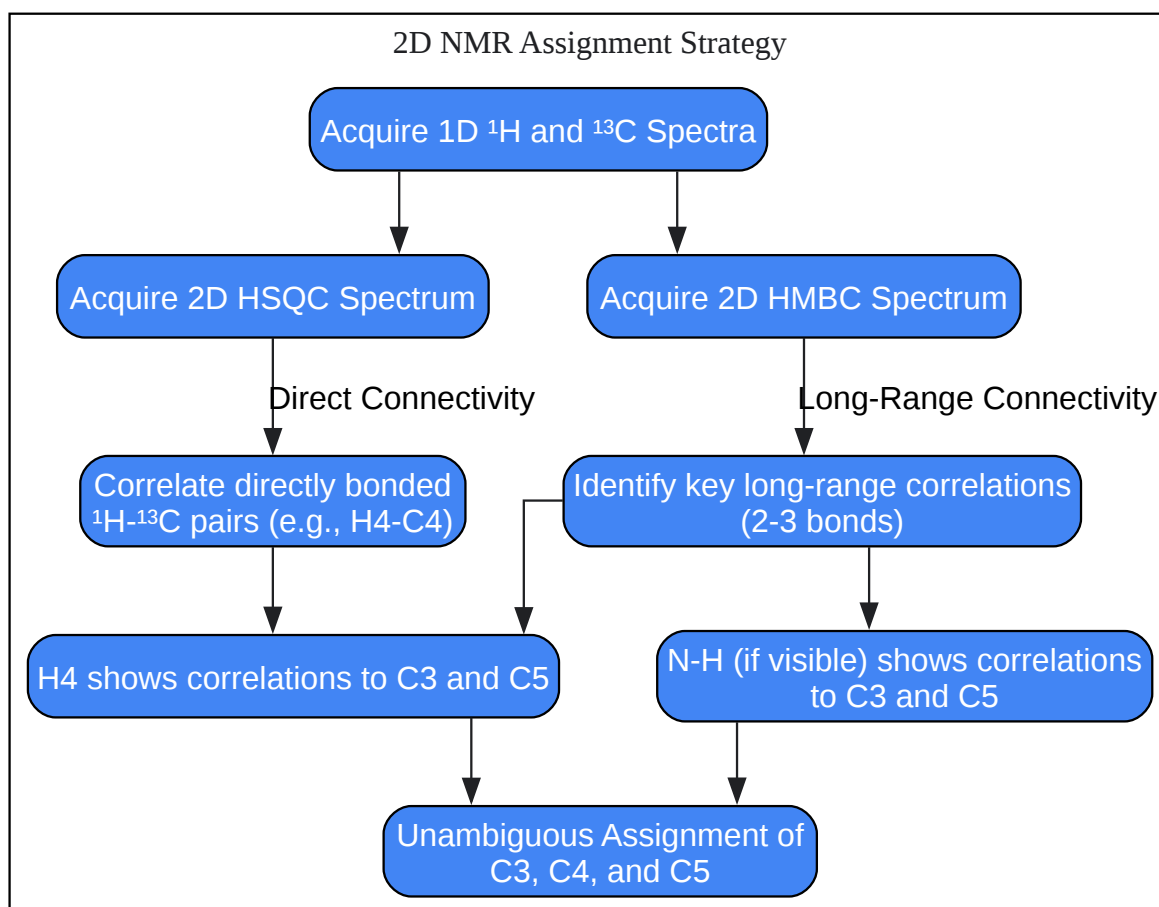 2D NMR Assignment Strategy
Acquire 1D ¹H and ¹³C Spectra
Acquire 2D HSQC Spectrum
Acquire 2D HMBC Spectrum
Direct Connectivity
Long-Range Connectivity
Correlate directly bonded
¹H-¹³C pairs (e.g., H4-C4)
Identify key long-range correlations
(2-3 bonds)
H4 shows correlations to C3 and C5
N-H (if visible) shows correlations
to C3 and C5
Unambiguous Assignment of
C3, C4, and C5